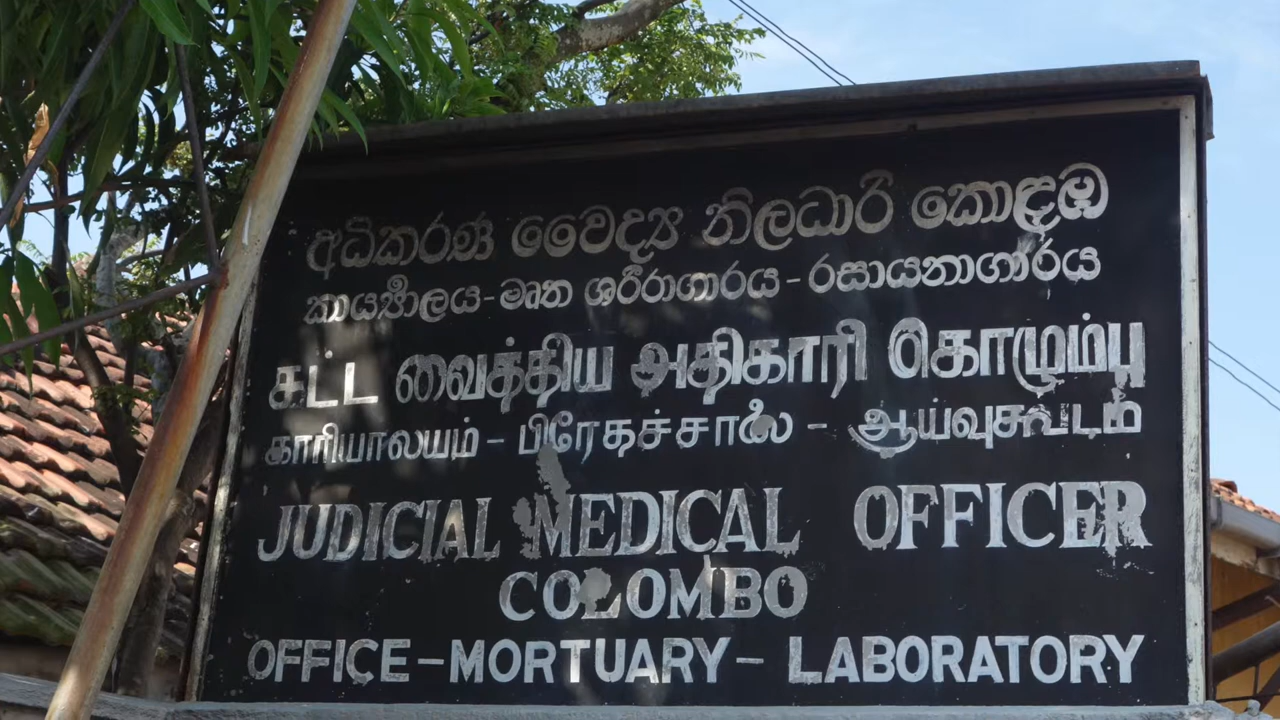 අධිකරණ වෛද්‍ය නිලධාරි කොළඹ
කාර්‍යාලය - මෘත ශරීරාගාරය - රසායනාගාරය
சட்ட வைத்திய அதிகாரி கொழும்பு
காரியாலயம் - பிரேதச்சாலை - ஆய்வுகூடம்
JUDICIAL MEDICAL OFFICER
COLOMBO
OFFICE - MORTUARY - LABORATORY